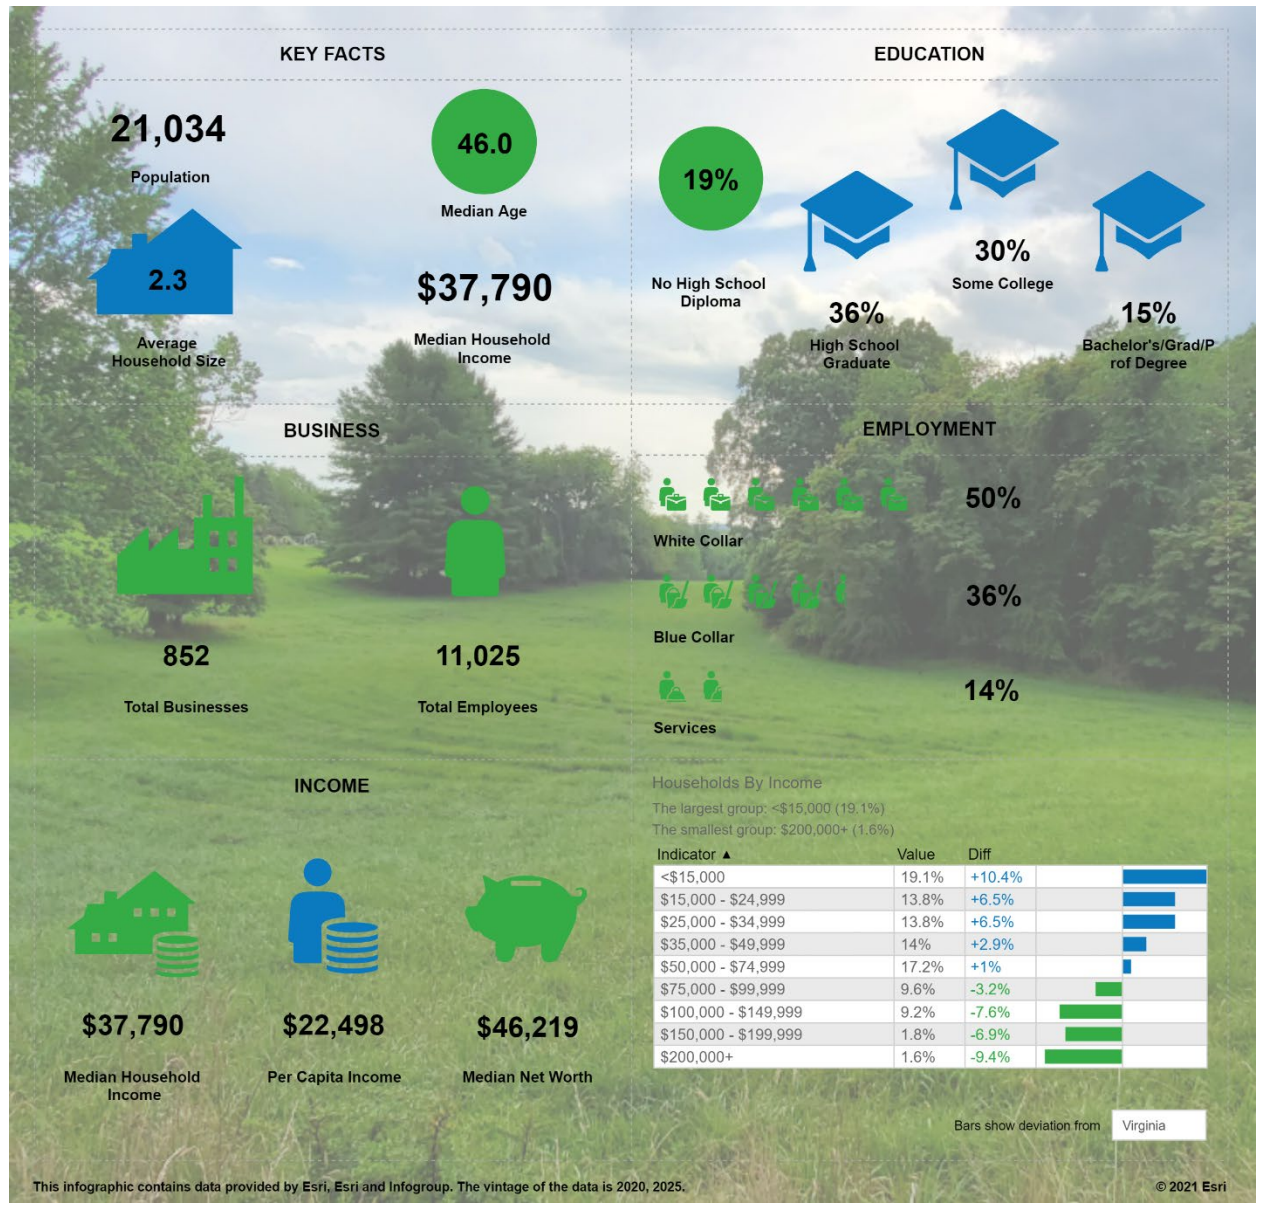 KEY FACTS
21,034
Population
46.0
Median Age
2.3
Average
Household Size
$37,790
Median Household
Income
EDUCATION
19%
No High School
Diploma
36%
High School
Graduate
30%
Some College
15%
Bachelor's/Grad/P
rof Degree
BUSINESS
852
Total Businesses
11,025
Total Employees
EMPLOYMENT
50%
White Collar
36%
Blue Collar
14%
Services
INCOME
$37,790
Median Household
Income
$22,498
Per Capita Income
$46,219
Median Net Worth
Households By Income
The largest group: <$15,000 (19.1%)
The smallest group: $200,000+ (1.6%)
Indicator ▲ Value Diff
<$15,000 19.1% +10.4%
$15,000 - $24,999 13.8% +6.5%
$25,000 - $34,999 13.8% +6.5%
$35,000 - $49,999 14% +2.9%
$50,000 - $74,999 17.2% +1%
$75,000 - $99,999 9.6% -3.2%
$100,000 - $149,999 9.2% -7.6%
$150,000 - $199,999 1.8% -6.9%
$200,000+ 1.6% -9.4%
Bars show deviation from Virginia
This infographic contains data provided by Esri, Esri and Infogroup. The vintage of the data is 2020, 2025.
© 2021 Esri